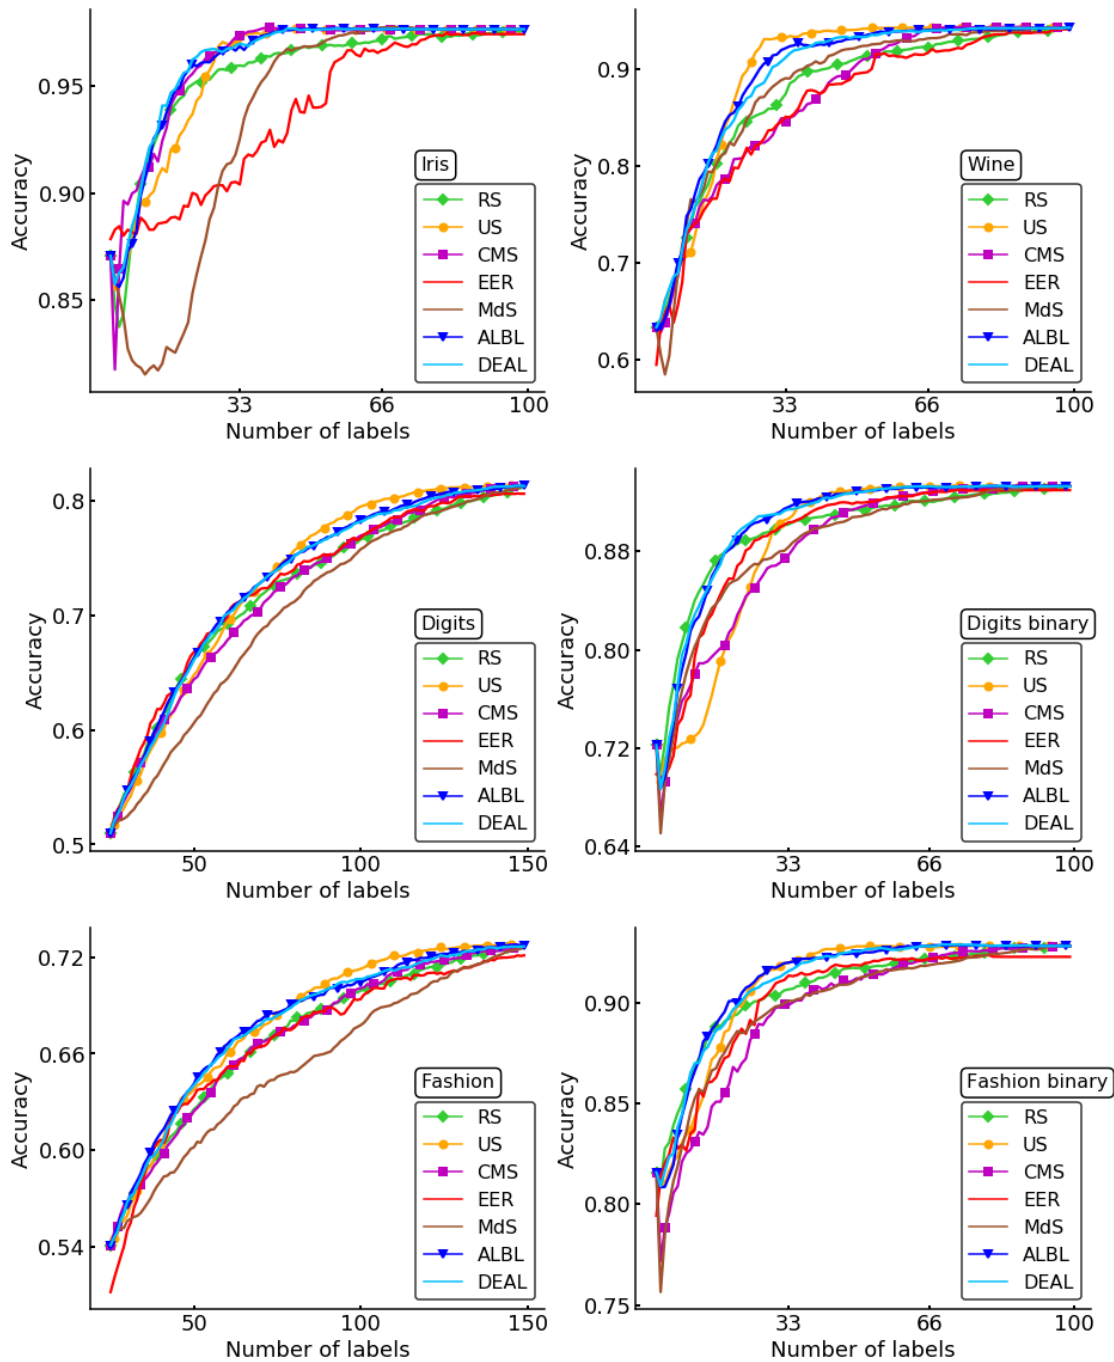 Accuracy
0.95
0.90
0.85
33
66
100
Number of labels
Iris
RS
US
CMS
EER
MdS
ALBL
DEAL
Accuracy
0.9
0.8
0.7
0.6
33
66
100
Number of labels
Wine
RS
US
CMS
EER
MdS
ALBL
DEAL
Accuracy
0.8
0.7
0.6
0.5
50
100
150
Number of labels
Digits
RS
US
CMS
EER
MdS
ALBL
DEAL
Accuracy
0.88
0.80
0.72
0.64
33
66
100
Number of labels
Digits binary
RS
US
CMS
EER
MdS
ALBL
DEAL
Accuracy
0.72
0.66
0.60
0.54
50
100
150
Number of labels
Fashion
RS
US
CMS
EER
MdS
ALBL
DEAL
Accuracy
0.90
0.85
0.80
0.75
33
66
100
Number of labels
Fashion binary
RS
US
CMS
EER
MdS
ALBL
DEAL